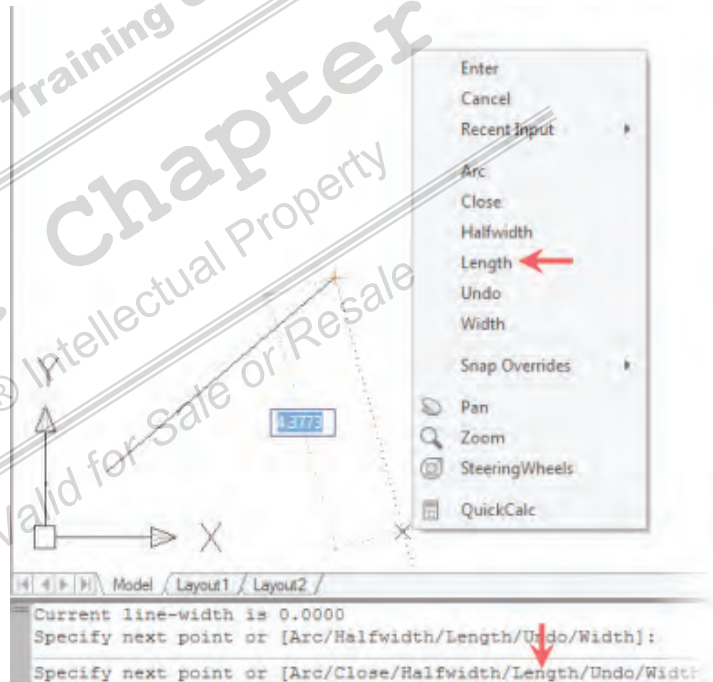 Training
Chapter
® Intellectual Property
Valid for Sale or Resale
Enter
Cancel
Recent Input
Arc
Close
Halfwidth
Length
Undo
Width
Snap Overrides
Pan
Zoom
SteeringWheels
QuickCalc
Y
4.3773
X
Model / Layout1 / Layout2 /
Current line-width is 0.0000
Specify next point or [Arc/Halfwidth/Length/Undo/Width]:
Specify next point or [Arc/Close/Halfwidth/Length/Undo/Width